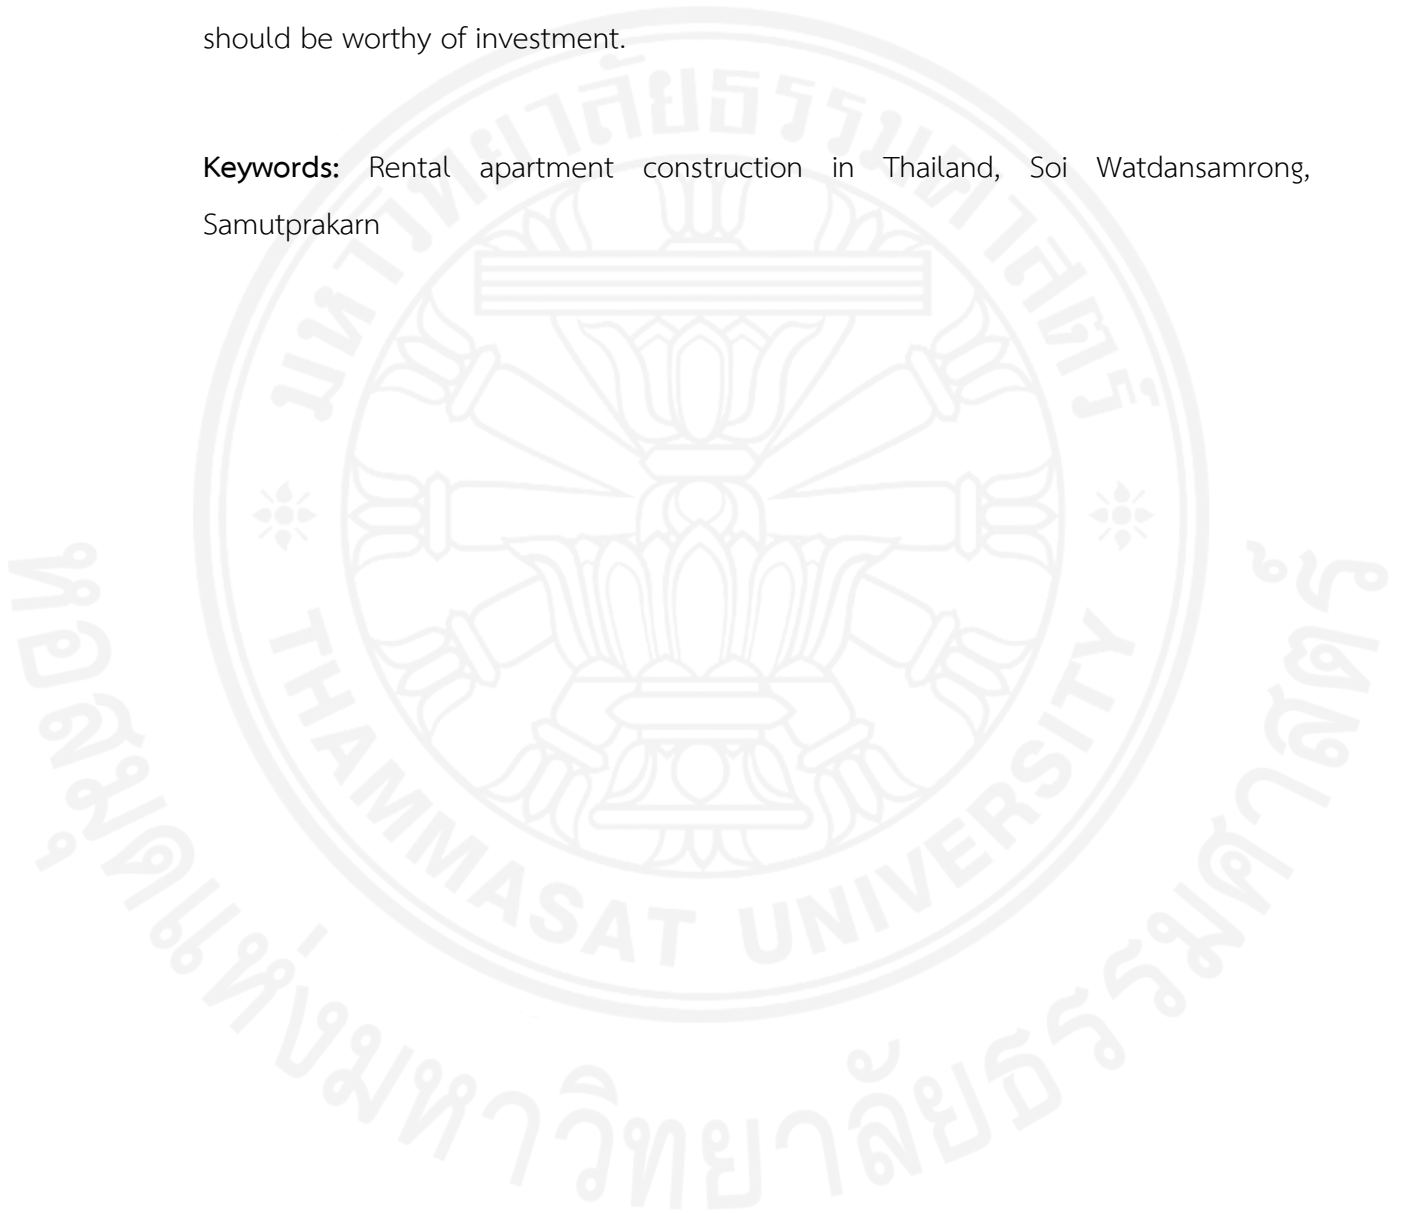 should be worthy of investment.
Keywords: Rental apartment construction in Thailand, Soi Watdansamrong,
Samutprakarn
มหาวิทยาลัยธรรมศาสตร์
THAMMASAT UNIVERSITY
หอสมุดแห่งมหาวิทยาลัยธรรมศาสตร์